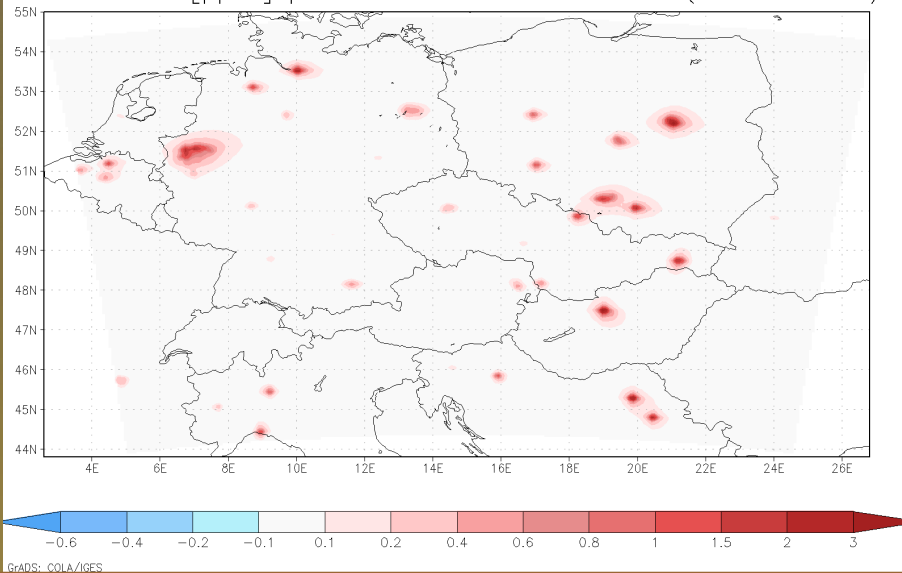 55N
54N
53N
52N
51N
50N
49N
48N
47N
46N
45N
44N
4E 6E 8E 10E 12E 14E 16E 18E 20E 22E 24E 26E
−0.6 −0.4 −0.2 −0.1 0.1 0.2 0.4 0.6 0.8 1 1.5 2 3
GrADS: COLA/IGES